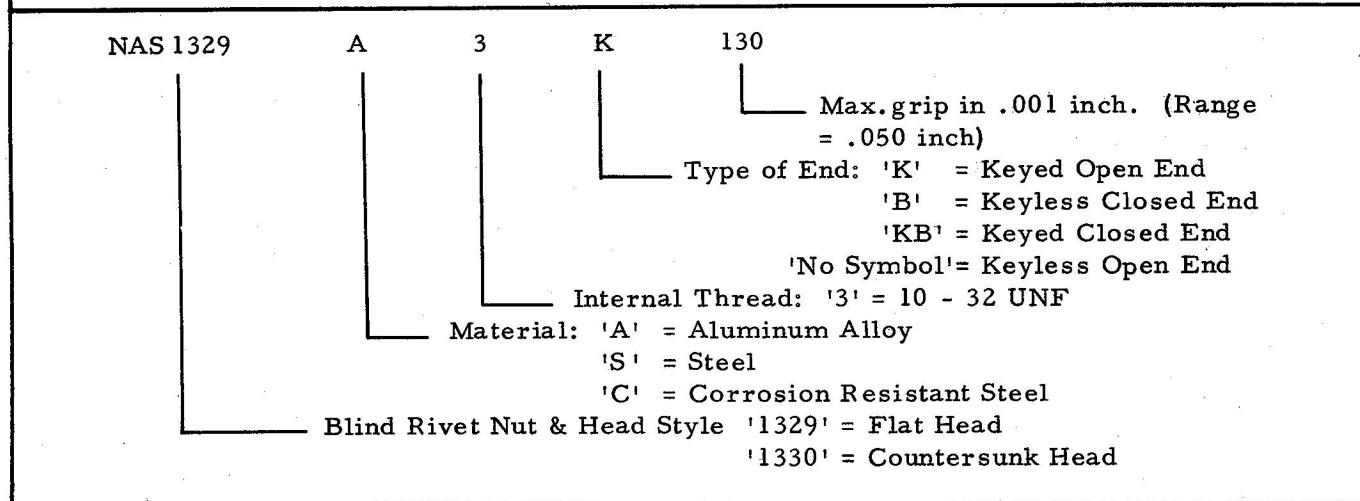 NAS 1329 A 3 K 130
Max. grip in .001 inch. (Range
= .050 inch)
Type of End: 'K' = Keyed Open End
'B' = Keyless Closed End
'KB' = Keyed Closed End
'No Symbol'= Keyless Open End
Internal Thread: '3' = 10 - 32 UNF
Material: 'A' = Aluminum Alloy
'S' = Steel
'C' = Corrosion Resistant Steel
Blind Rivet Nut & Head Style '1329' = Flat Head
'1330' = Countersunk Head